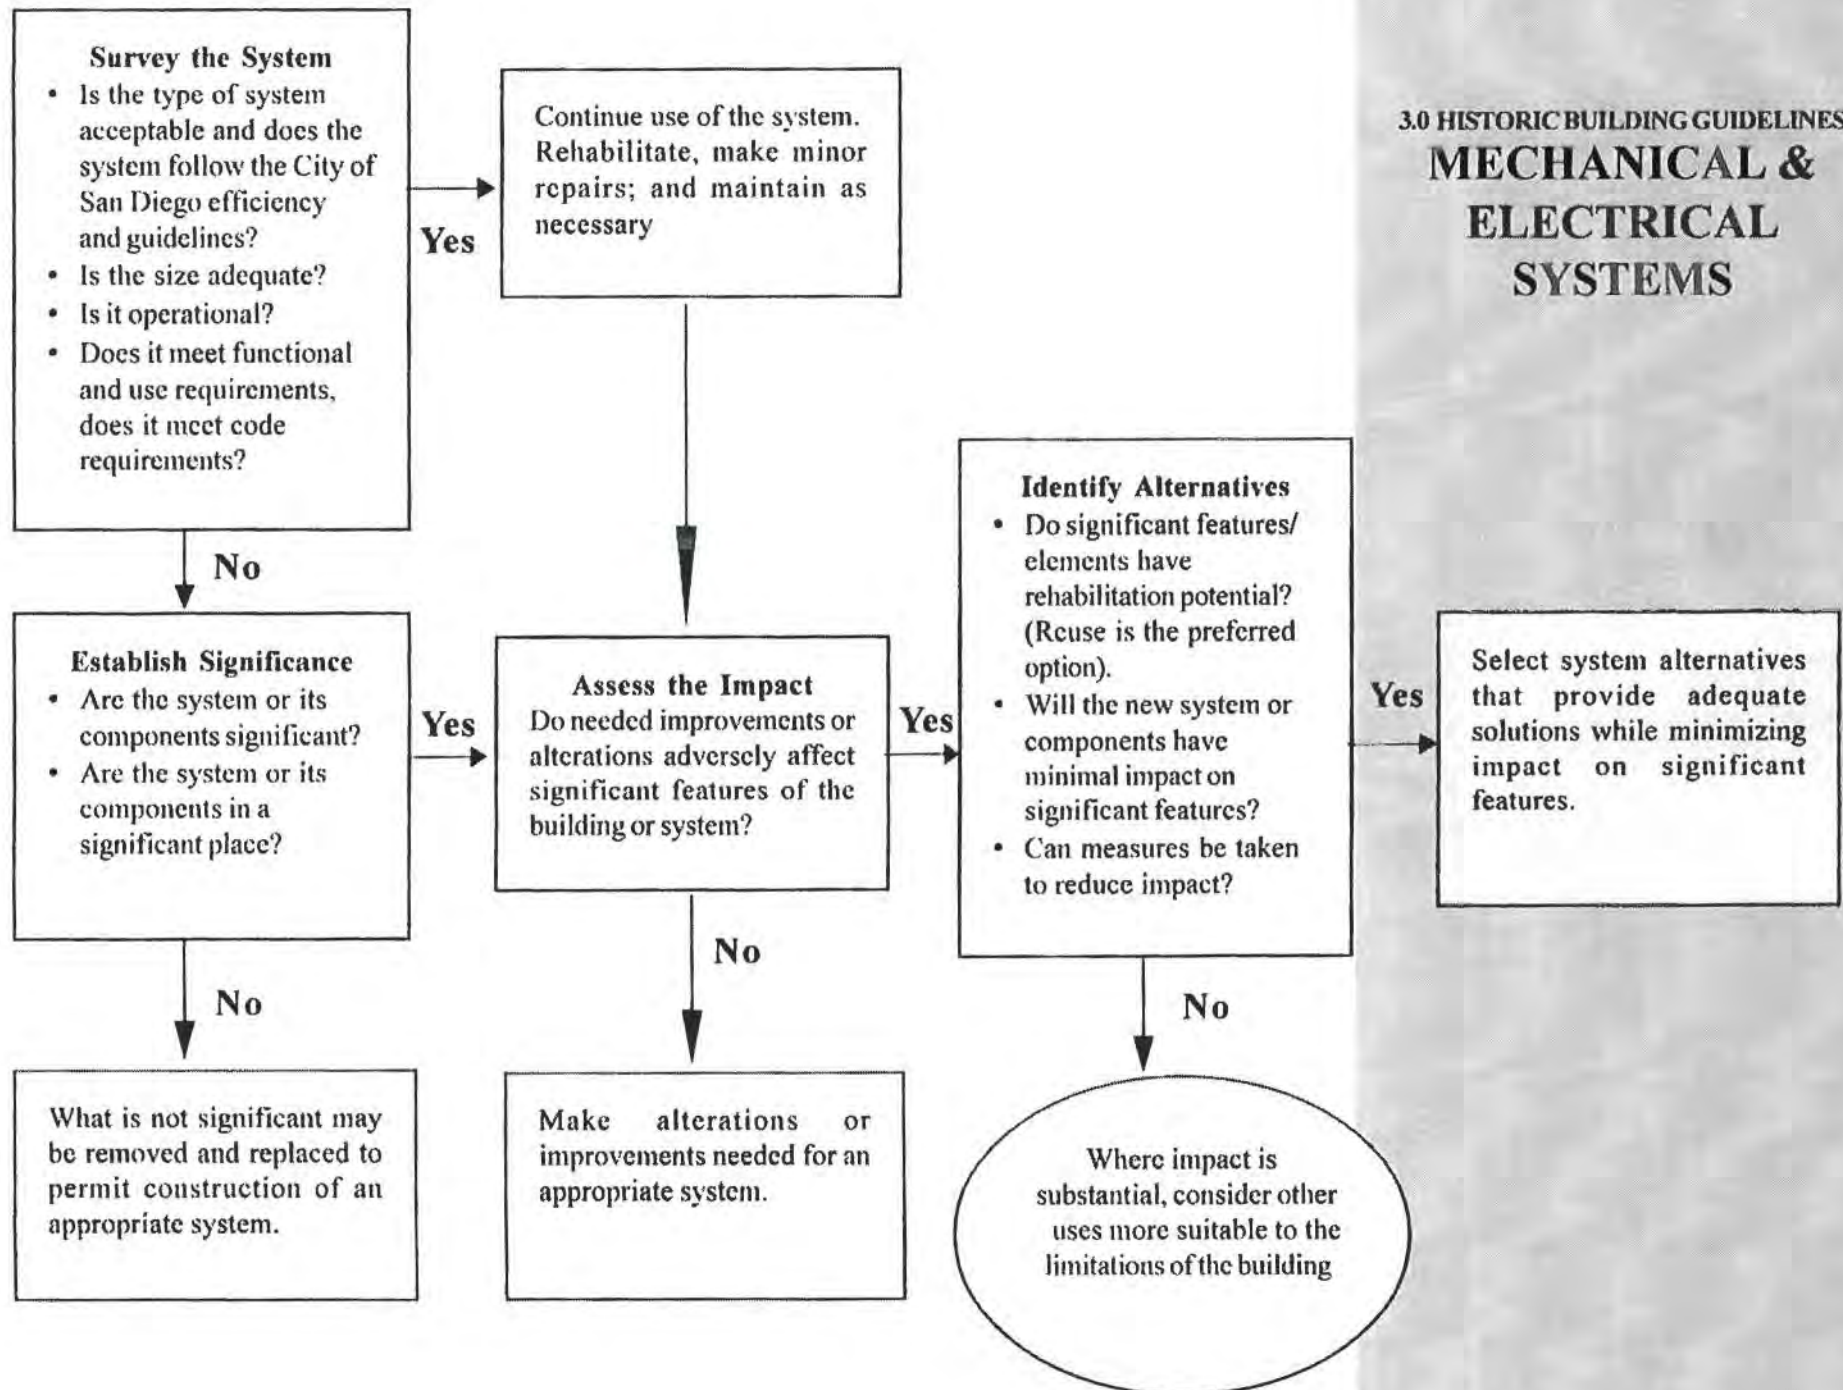 Survey the System
• Is the type of system
acceptable and does the
system follow the City of
San Diego efficiency
and guidelines?
• Is the size adequate?
• Is it operational?
• Does it meet functional
and use requirements,
does it meet code
requirements?
Yes
Continue use of the system.
Rehabilitate, make minor
repairs; and maintain as
necessary
3.0 HISTORIC BUILDING GUIDELINES
MECHANICAL &
ELECTRICAL
SYSTEMS
No
Establish Significance
• Are the system or its
components significant?
• Are the system or its
components in a
significant place?
Yes
Assess the Impact
Do needed improvements or
alterations adversely affect
significant features of the
building or system?
Yes
Identify Alternatives
• Do significant features/
elements have
rehabilitation potential?
(Reuse is the preferred
option).
• Will the new system or
components have
minimal impact on
significant features?
• Can measures be taken
to reduce impact?
Yes
Select system alternatives
that provide adequate
solutions while minimizing
impact on significant
features.
No
What is not significant may
be removed and replaced to
permit construction of an
appropriate system.
No
Make alterations or
improvements needed for an
appropriate system.
No
Where impact is
substantial, consider other
uses more suitable to the
limitations of the building